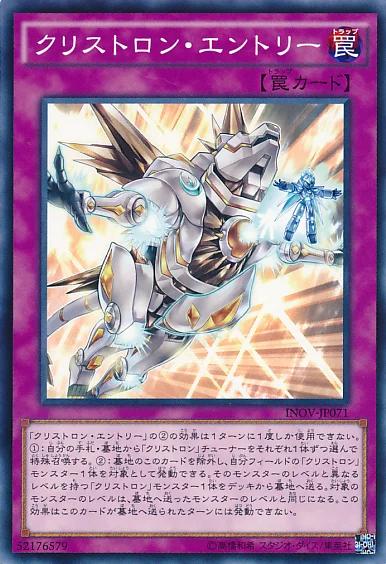 クリストロン・エントリー
トラップ
罠
トラップ
【罠カード】
INOV-JP071
「クリストロン・エントリー」の②の効果は1ターンに1度しか使用できない。
①:自分の手札・墓地から「クリストロン」チューナーをそれぞれ1体ずつ選んで
特殊召喚する。②:墓地のこのカードを除外し、自分フィールドの「クリストロン」
モンスター1体を対象として発動できる。そのモンスターのレベルと異なる
レベルを持つ「クリストロン」モンスター1体をデッキから墓地へ送る。対象
のモンスターのレベルは、墓地へ送ったモンスターのレベルと同じになる。この
効果はこのカードが墓地へ送られたターンには発動できない。
52176579
©高橋和希 スタジオ・ダイス/集英社